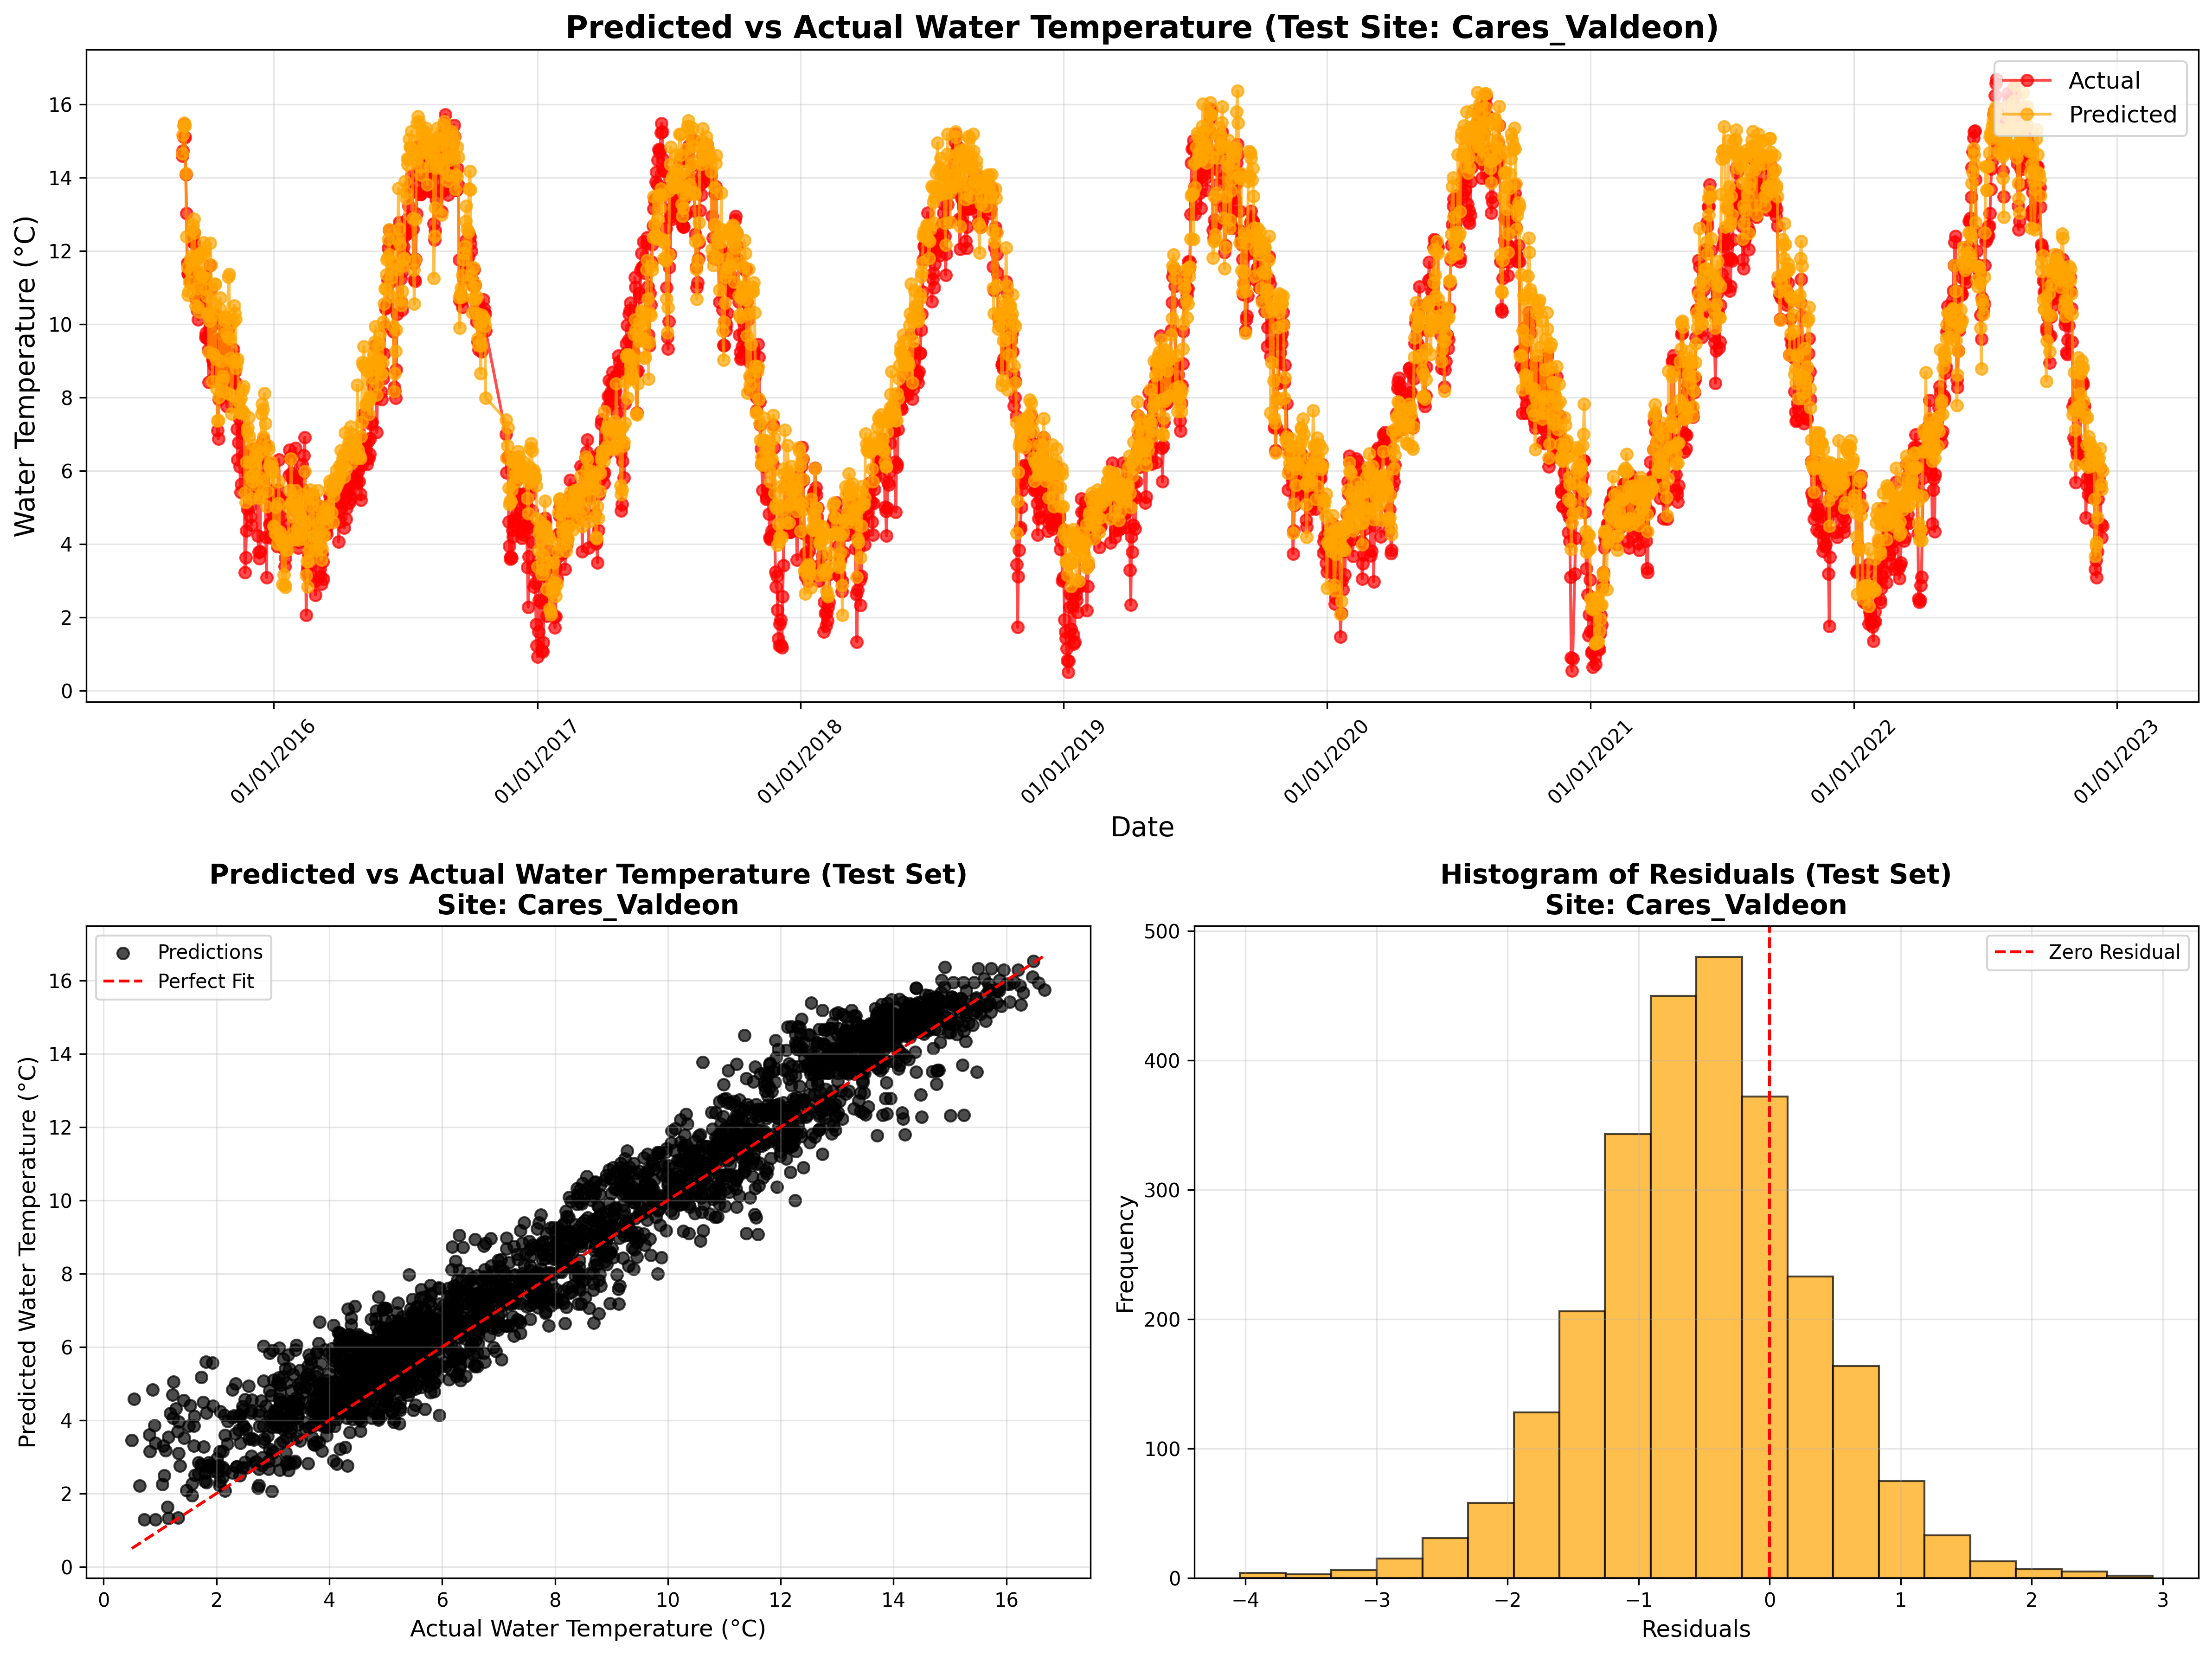 Predicted vs Actual Water Temperature (Test Site: Cares_Valdeon)
Actual
Predicted
Water Temperature (°C)
16
14
12
10
8
6
4
2
0
01/01/2016
01/01/2017
01/01/2018
01/01/2019
01/01/2020
01/01/2021
01/01/2022
01/01/2023
Date
Predicted vs Actual Water Temperature (Test Set)
Site: Cares_Valdeon
Predictions
Perfect Fit
Predicted Water Temperature (°C)
16
14
12
10
8
6
4
2
0
0 2 4 6 8 10 12 14 16
Actual Water Temperature (°C)
Histogram of Residuals (Test Set)
Site: Cares_Valdeon
Zero Residual
Frequency
500
400
300
200
100
0
−4 −3 −2 −1 0 1 2 3
Residuals